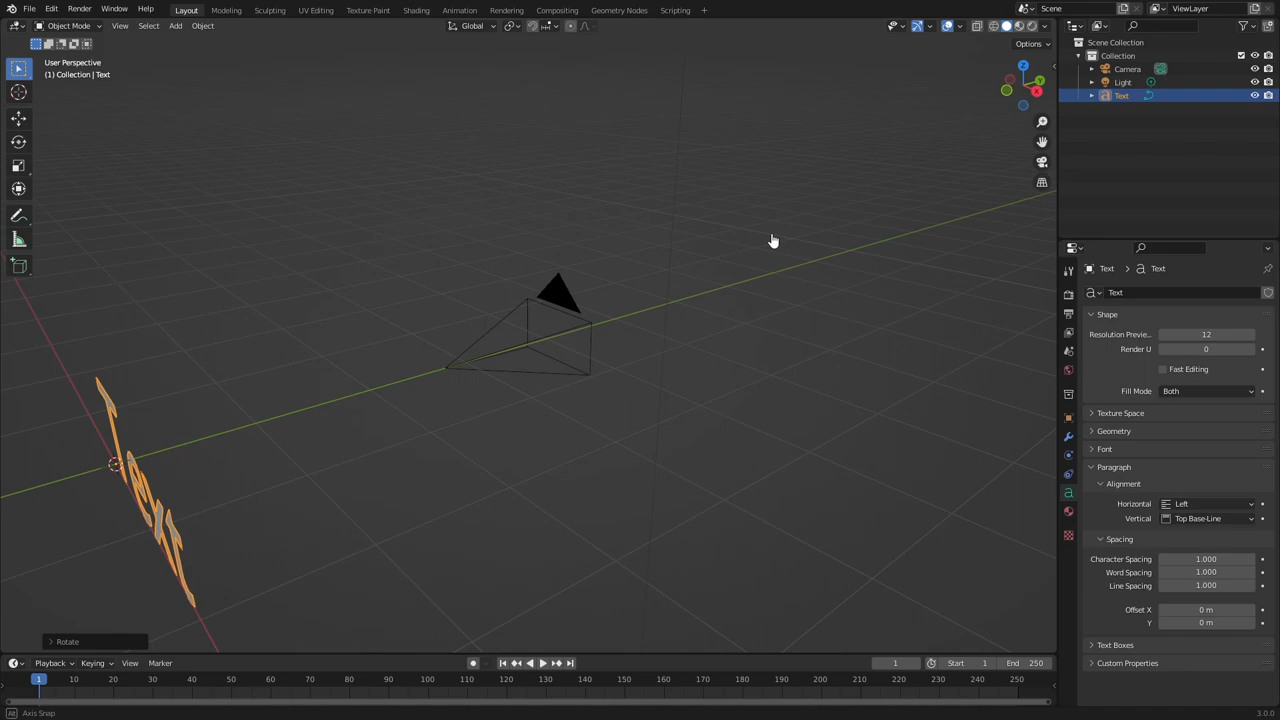 File Edit Render Window Help Layout Modeling Sculpting UV Editing Texture Paint Shading Animation Rendering Compositing Geometry Nodes Scripting + Scene ViewLayer
Object Mode View Select Add Object Global
Options
User Perspective
(1) Collection | Text
Z
Y
X
Rotate
Scene Collection
Collection
Camera
Light
Text
Text Text
Text
Shape
Resolution Previe... 12
Render U 0
Fast Editing
Fill Mode Both
Texture Space
Geometry
Font
Paragraph
Alignment
Horizontal Left
Vertical Top Base-Line
Spacing
Character Spacing 1.000
Word Spacing 1.000
Line Spacing 1.000
Offset X 0 m
Y 0 m
Text Boxes
Custom Properties
Playback Keying View Marker 1 Start 1 End 250
1 10 20 30 40 50 60 70 80 90 100 110 120 130 140 150 160 170 180 190 200 210 220 230 240 250
Alt Axis Snap 3.0.0